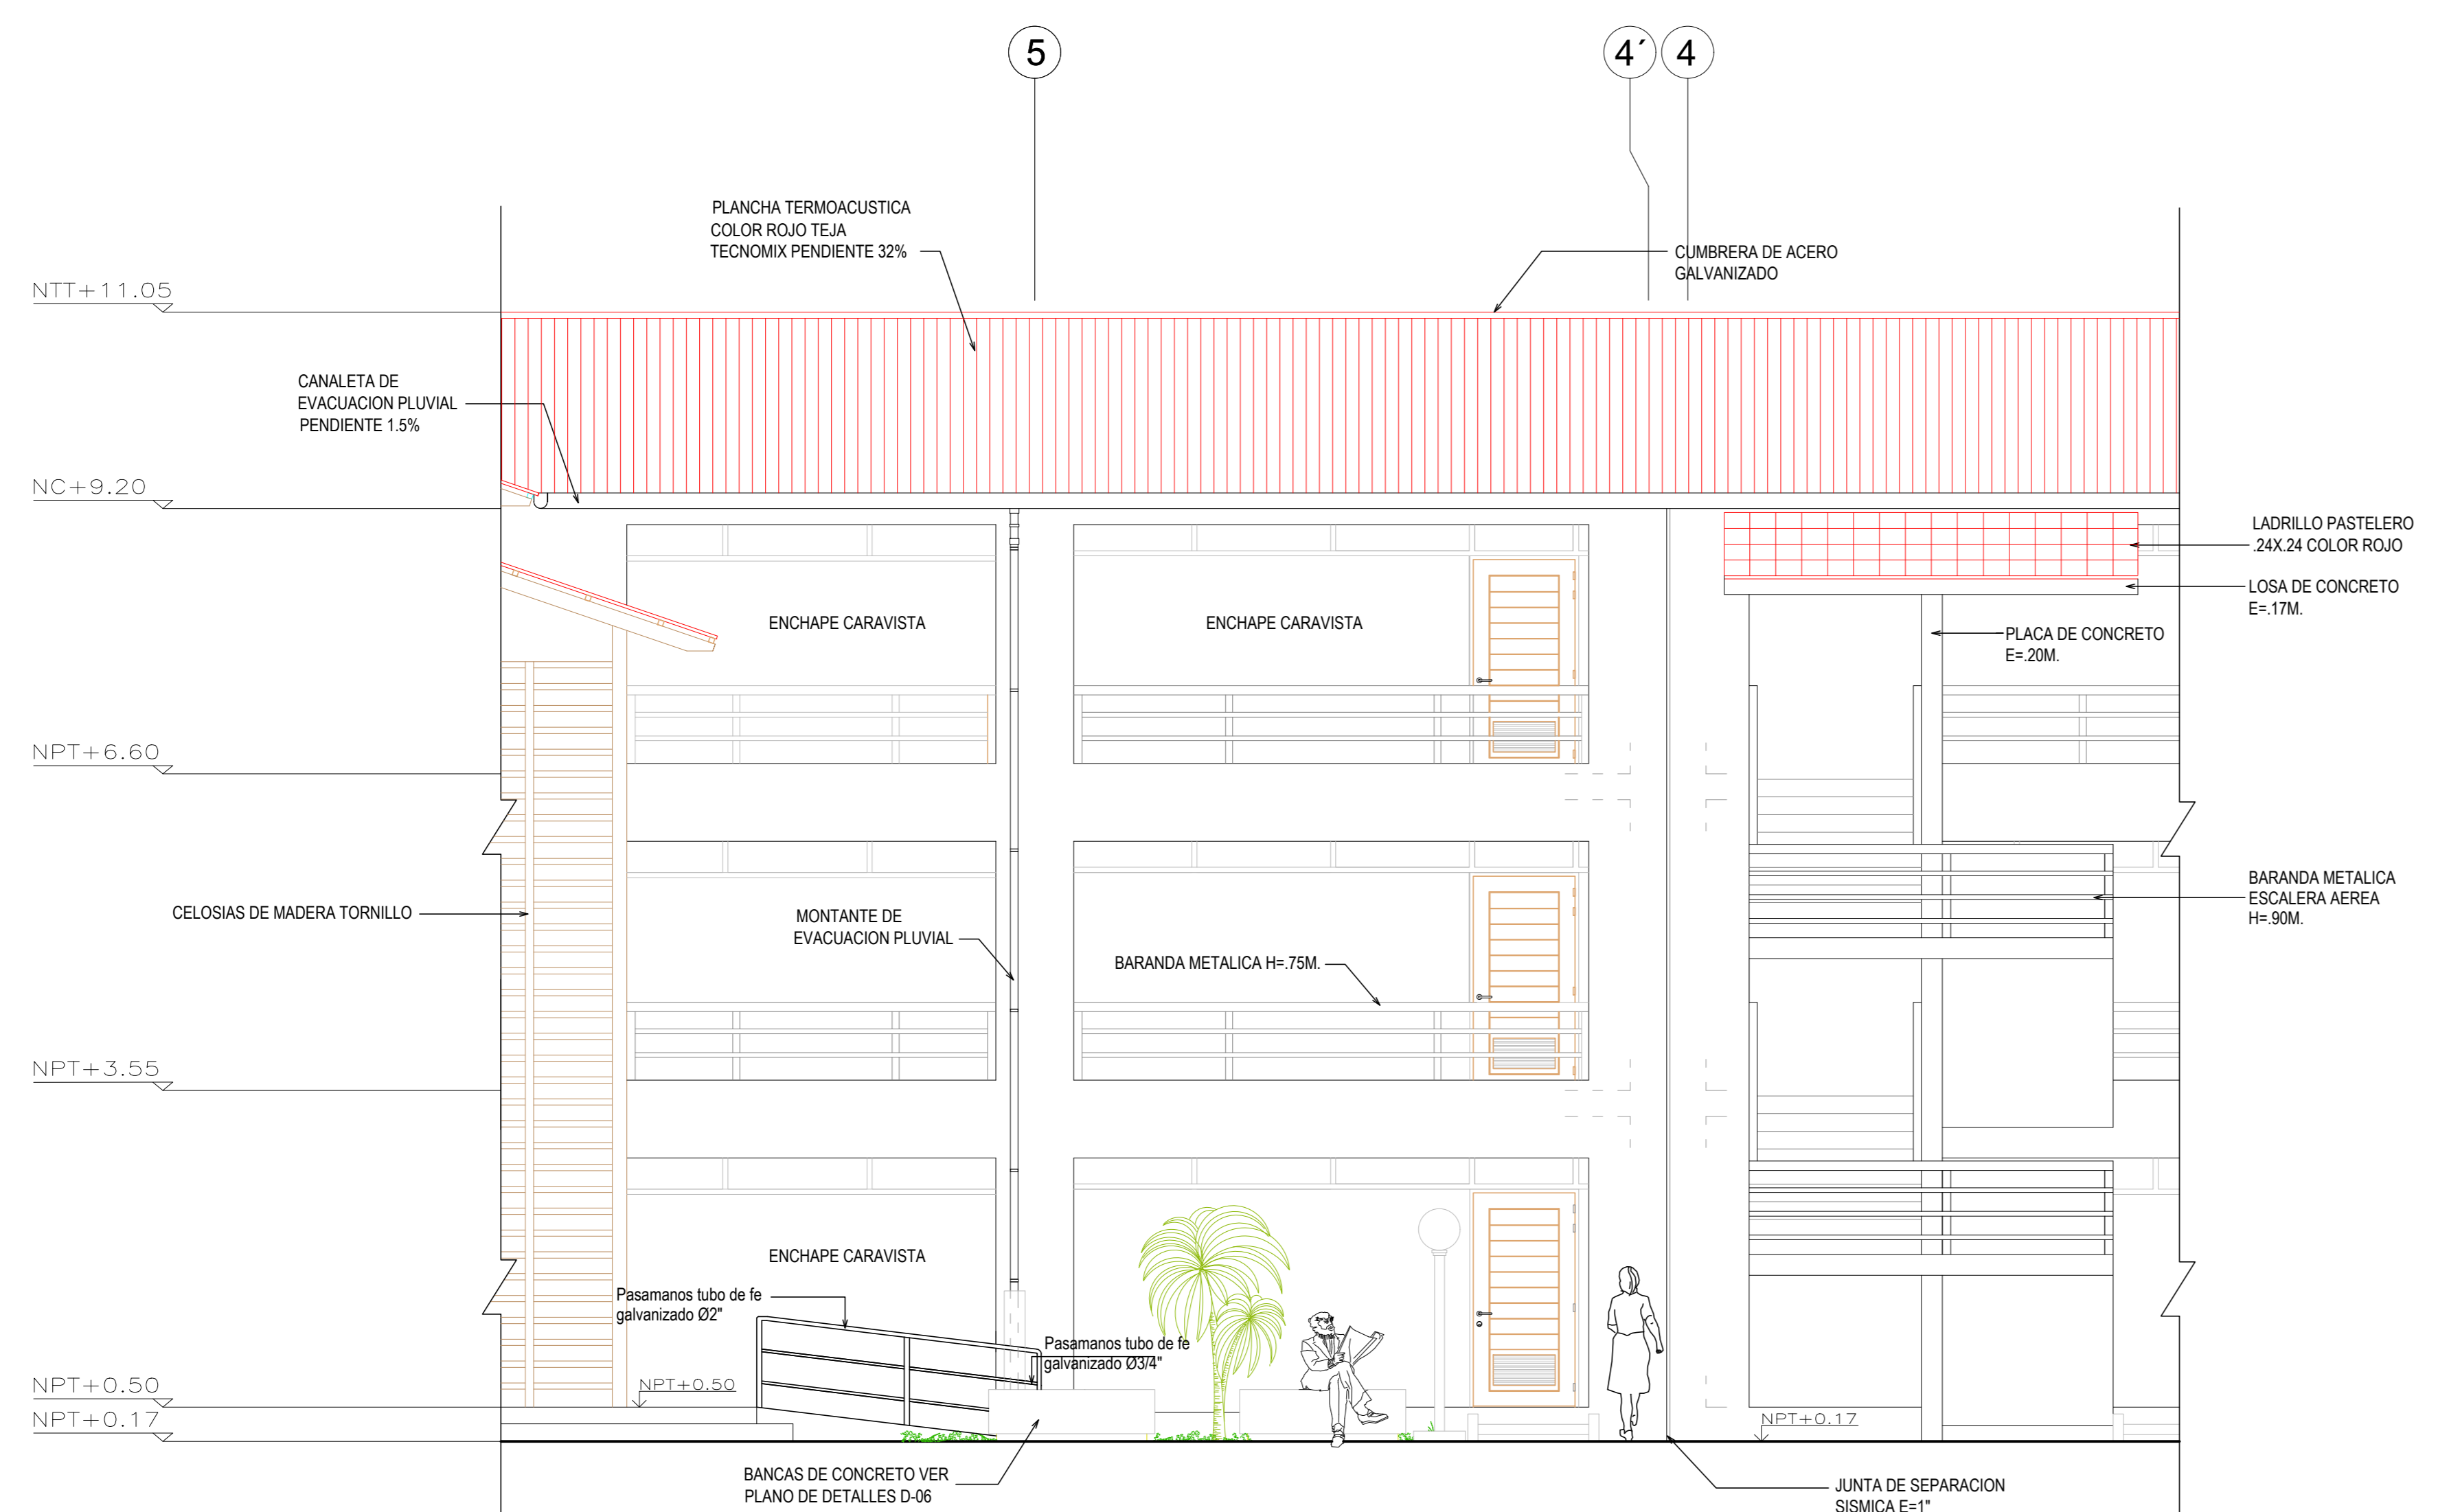 5
4´
4
PLANCHA TERMOACUSTICA
COLOR ROJO TEJA
TECNOMIX PENDIENTE 32%
CUMBRERA DE ACERO
GALVANIZADO
NTT+11.05
CANALETA DE
EVACUACION PLUVIAL
PENDIENTE 1.5%
NC+9.20
LADRILLO PASTELERO
.24X.24 COLOR ROJO
LOSA DE CONCRETO
E=.17M.
ENCHAPE CARAVISTA
ENCHAPE CARAVISTA
PLACA DE CONCRETO
E=.20M.
NPT+6.60
BARANDA METALICA
ESCALERA AEREA
H=.90M.
CELOSIAS DE MADERA TORNILLO
MONTANTE DE
EVACUACION PLUVIAL
BARANDA METALICA H=.75M.
NPT+3.55
ENCHAPE CARAVISTA
Pasamanos tubo de fe
galvanizado Ø2"
Pasamanos tubo de fe
galvanizado Ø3/4"
NPT+0.50
NPT+0.50
NPT+0.17
NPT+0.17
BANCAS DE CONCRETO VER
PLANO DE DETALLES D-06
JUNTA DE SEPARACION
SISMICA E=1"